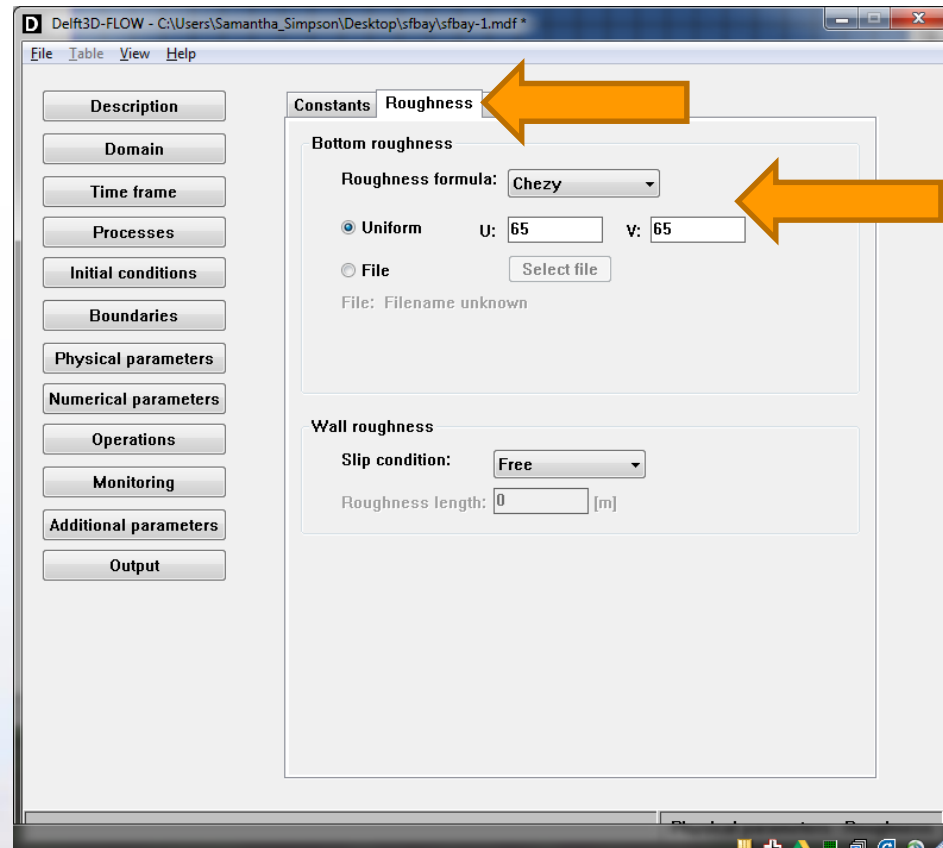 D Delft3D-FLOW - C:\Users\Samantha_Simpson\Desktop\sfbay\sfbay-1.mdf *
File Table View Help
Description
Domain
Time frame
Processes
Initial conditions
Boundaries
Physical parameters
Numerical parameters
Operations
Monitoring
Additional parameters
Output
Constants Roughness
Bottom roughness
Roughness formula: Chezy
Uniform U: 65 V: 65
File Select file
File: Filename unknown
Wall roughness
Slip condition: Free
Roughness length: 0 [m]